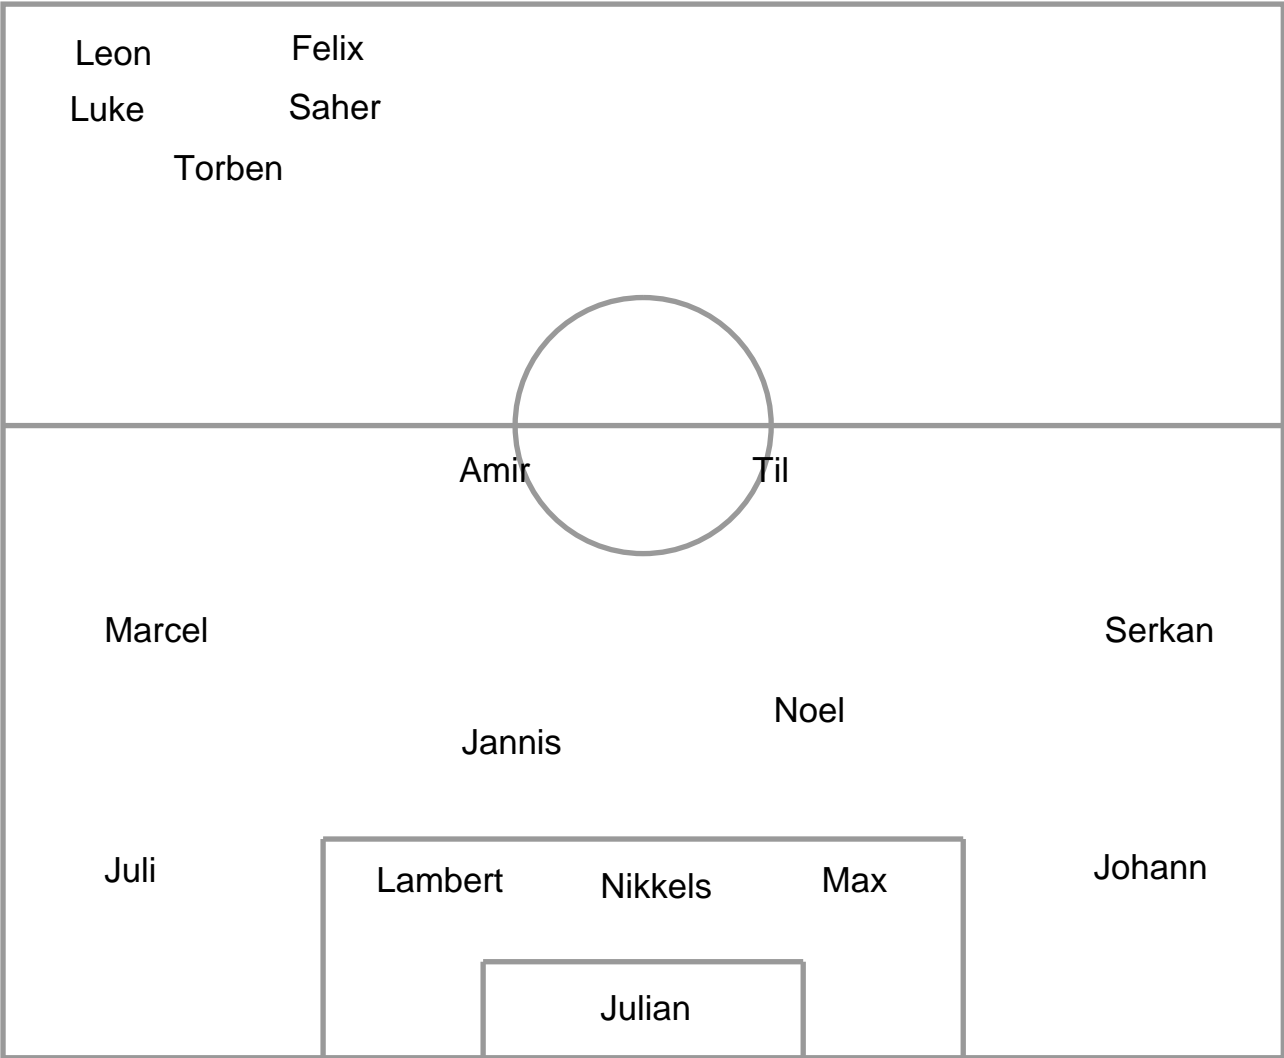 Leon Felix
Luke Saher
Torben
Amir Til
Marcel Serkan
Noel
Jannis
Juli Lambert Nikkels Max Johann
Julian